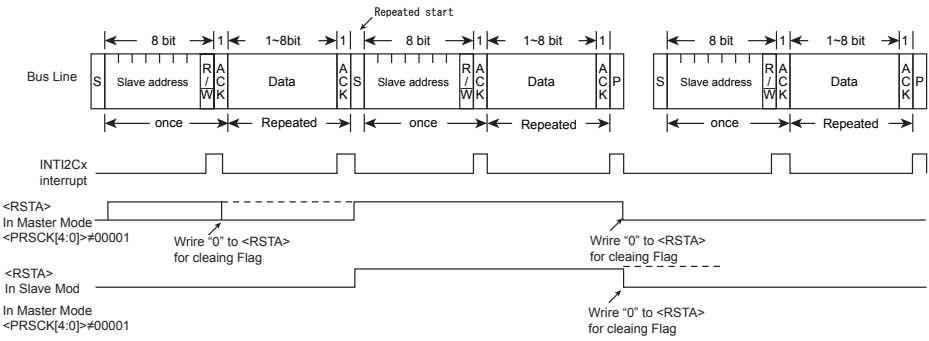 Repeated start
8 bit 1 1~8bit 1 8 bit 1 1~8 bit 1 8 bit 1 1~8 bit 1
Bus Line S Slave address R/W ACK Data ACK S Slave address R/W ACK Data ACK P S Slave address R/W ACK Data ACK P
once Repeated once Repeated once Repeated
INTI2Cx
interrupt
<RSTA>
In Master Mode
<PRSCK[4:0]>≠00001
Wrire “0” to <RSTA>
for cleaing Flag
Wrire “0” to <RSTA>
for cleaing Flag
<RSTA>
In Slave Mod
In Master Mode
<PRSCK[4:0]>≠00001
Wrire “0” to <RSTA>
for cleaing Flag